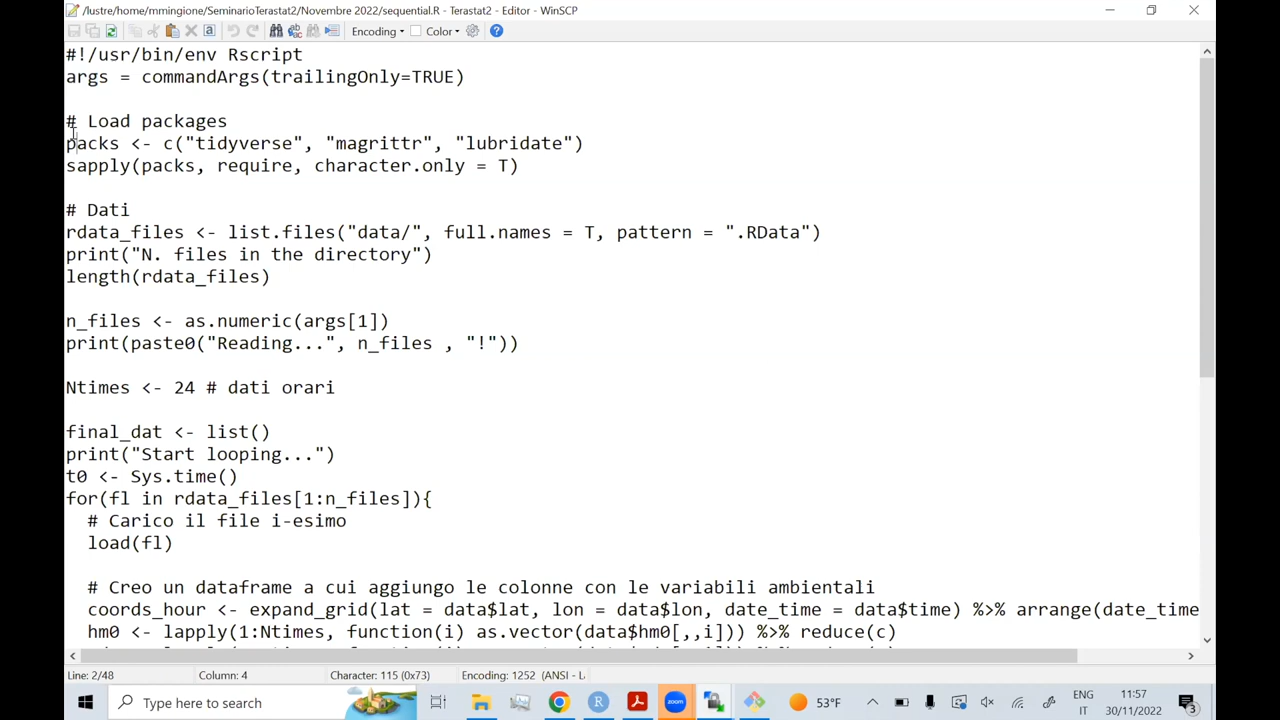 /lustre/home/mmingione/SeminarioTerastat2/Novembre 2022/sequential.R - Terastat2 - Editor - WinSCP
Encoding Color
#!/usr/bin/env Rscript
args = commandArgs(trailingOnly=TRUE)
# Load packages
packs <- c("tidyverse", "magrittr", "lubridate")
sapply(packs, require, character.only = T)
# Dati
rdata_files <- list.files("data/", full.names = T, pattern = ".RData")
print("N. files in the directory")
length(rdata_files)
n_files <- as.numeric(args[1])
print(paste0("Reading...", n_files , "!"))
Ntimes <- 24 # dati orari
final_dat <- list()
print("Start looping...")
t0 <- Sys.time()
for(fl in rdata_files[1:n_files]){
# Carico il file i-esimo
load(fl)
# Creo un dataframe a cui aggiungo le colonne con le variabili ambientali
coords_hour <- expand_grid(lat = data$lat, lon = data$lon, date_time = data$time) %>% arrange(date_time
hm0 <- lapply(1:Ntimes, function(i) as.vector(data$hm0[,,i])) %>% reduce(c)
Line: 2/48 Column: 4 Character: 115 (0x73) Encoding: 1252 (ANSI - L
Type here to search zoom 53°F ENG 11:57
IT 30/11/2022 3